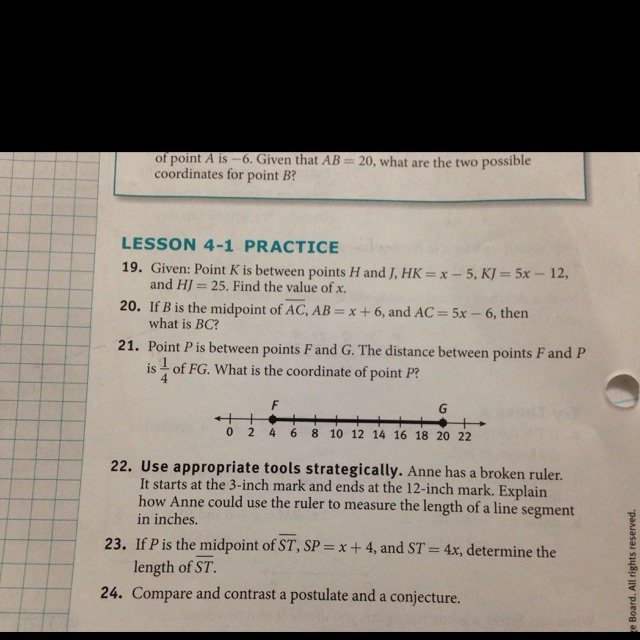 of point A is −6. Given that AB = 20, what are the two possible
coordinates for point B?
LESSON 4-1 PRACTICE
19. Given: Point K is between points H and J, HK = x − 5, KJ = 5x − 12,
and HJ = 25. Find the value of x.
20. If B is the midpoint of A̅C̅, AB = x + 6, and AC = 5x − 6, then
what is BC?
21. Point P is between points F and G. The distance between points F and P
is 1/4 of FG. What is the coordinate of point P?
F G
0 2 4 6 8 10 12 14 16 18 20 22
22. Use appropriate tools strategically. Anne has a broken ruler.
It starts at the 3-inch mark and ends at the 12-inch mark. Explain
how Anne could use the ruler to measure the length of a line segment
in inches.
23. If P is the midpoint of S̅T̅, SP = x + 4, and ST = 4x, determine the
length of S̅T̅.
24. Compare and contrast a postulate and a conjecture.
Board. All rights reserved.